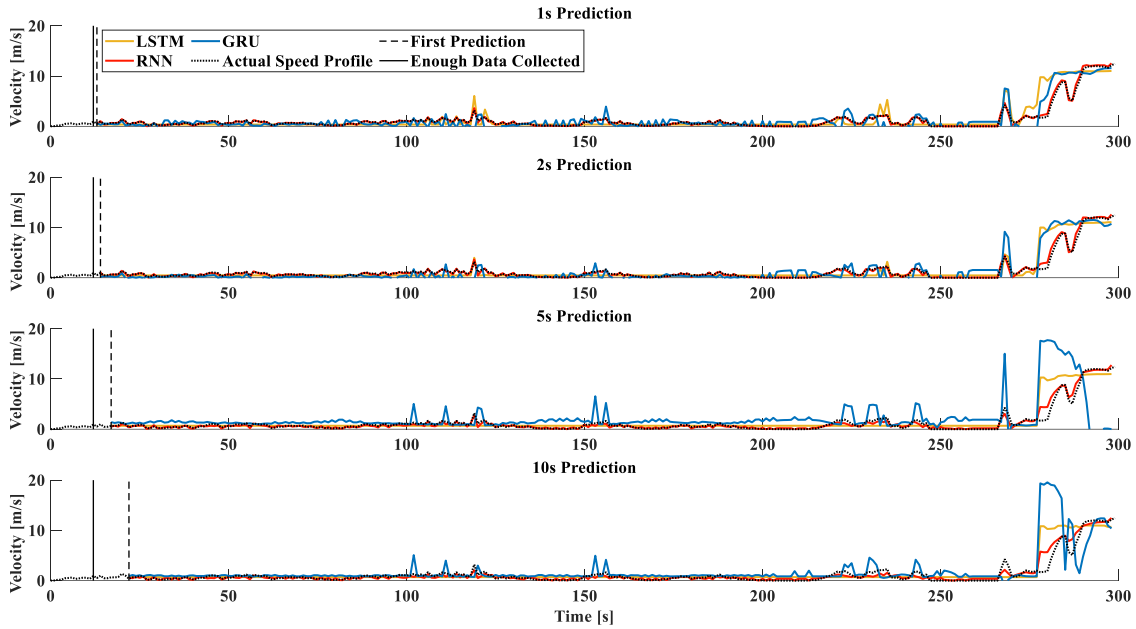 1s Prediction
Velocity [m/s]
20
10
0
LSTM GRU First Prediction
RNN Actual Speed Profile Enough Data Collected
0 50 100 150 200 250 300
2s Prediction
Velocity [m/s]
20
10
0
0 50 100 150 200 250 300
5s Prediction
Velocity [m/s]
20
10
0
0 50 100 150 200 250 300
10s Prediction
Velocity [m/s]
20
10
0
0 50 100 150 200 250 300
Time [s]